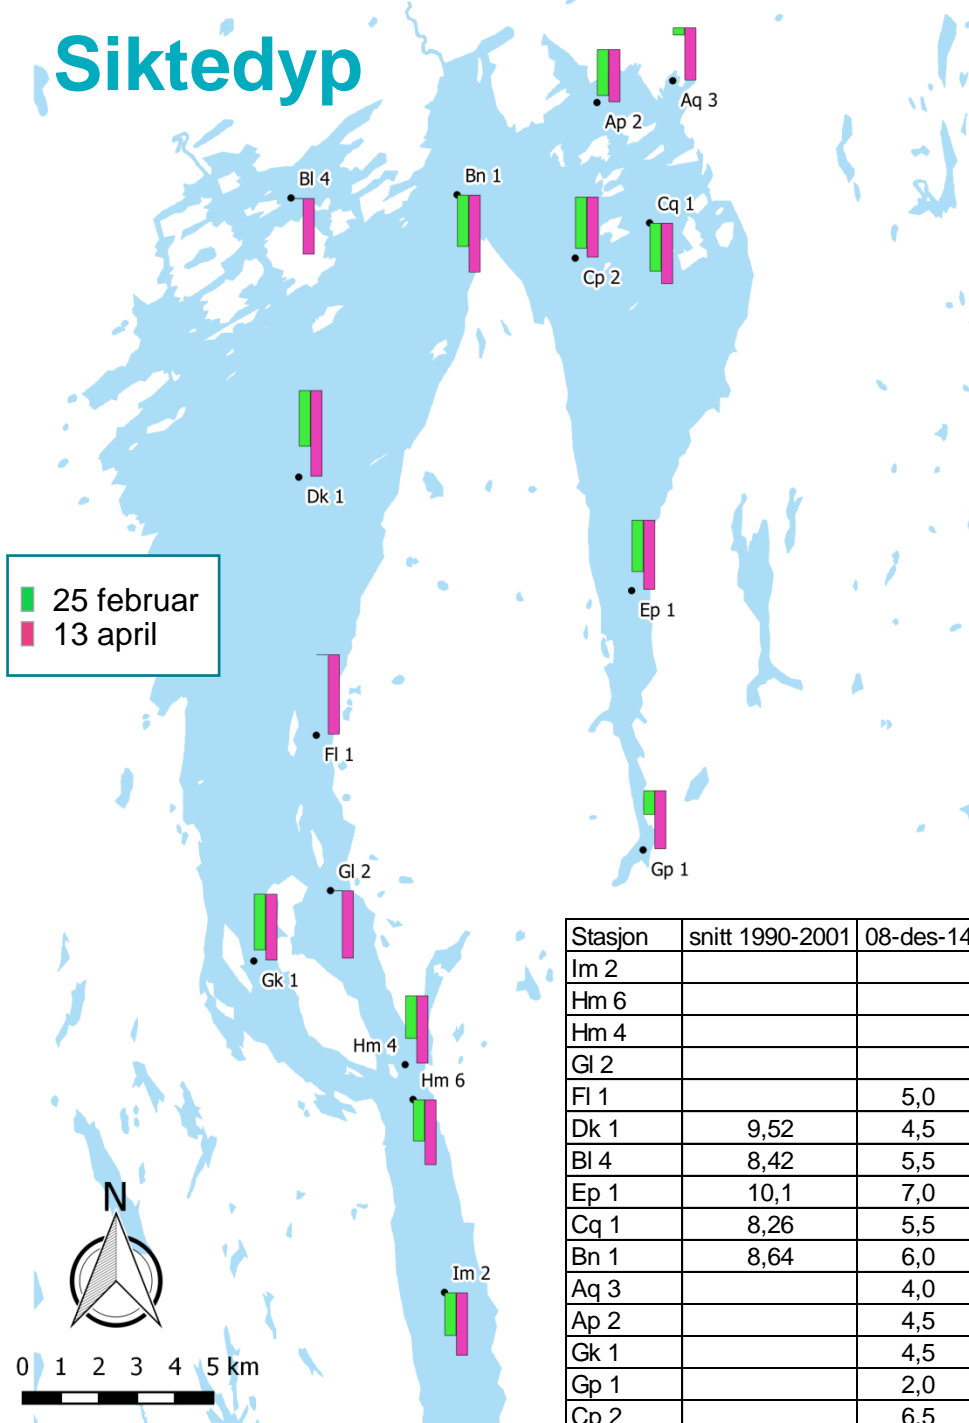 Siktedyp
Aq 3
Ap 2
Bl 4
Bn 1
Cq 1
Cp 2
Dk 1
25 februar
13 april
Ep 1
Fl 1
Gp 1
Gl 2
Gk 1
Hm 4
Hm 6
Im 2
N
0 1 2 3 4 5 km
Stasjon snitt 1990-2001 08-des-14
Im 2
Hm 6
Hm 4
Gl 2
Fl 1 5,0
Dk 1 9,52 4,5
Bl 4 8,42 5,5
Ep 1 10,1 7,0
Cq 1 8,26 5,5
Bn 1 8,64 6,0
Aq 3 4,0
Ap 2 4,5
Gk 1 4,5
Gp 1 2,0
Cp 2 6,5